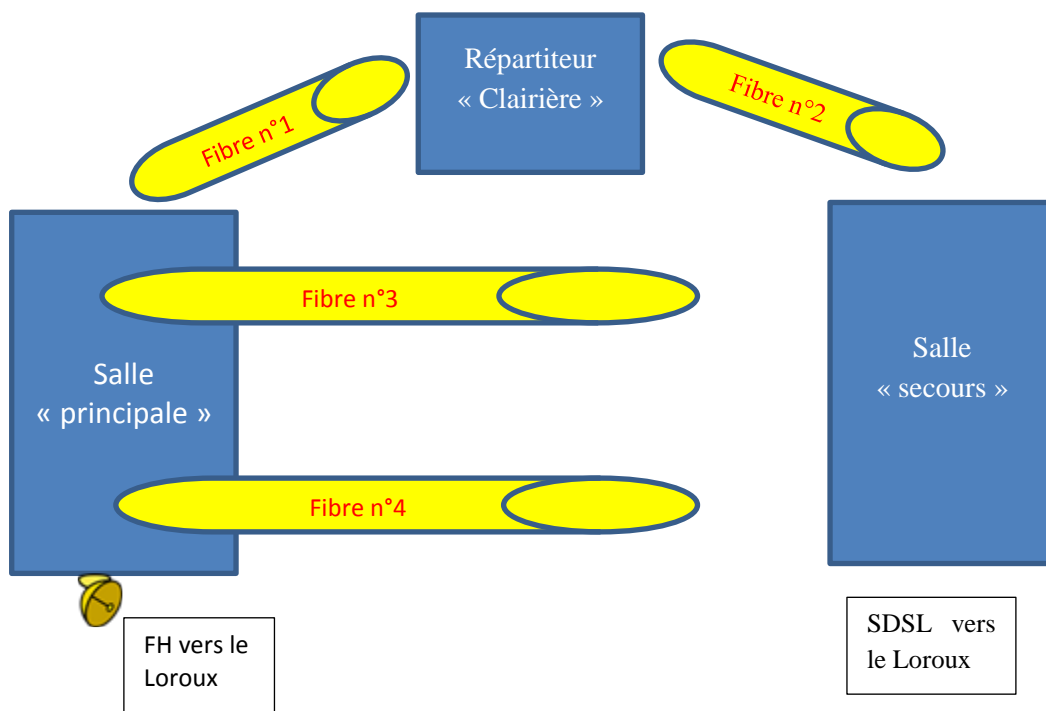 Répartiteur
« Clairière »
Fibre n°1
Fibre n°2
Fibre n°3
Salle
« principale »
Salle
« secours »
Fibre n°4
FH vers le
Loroux
SDSL vers
le Loroux